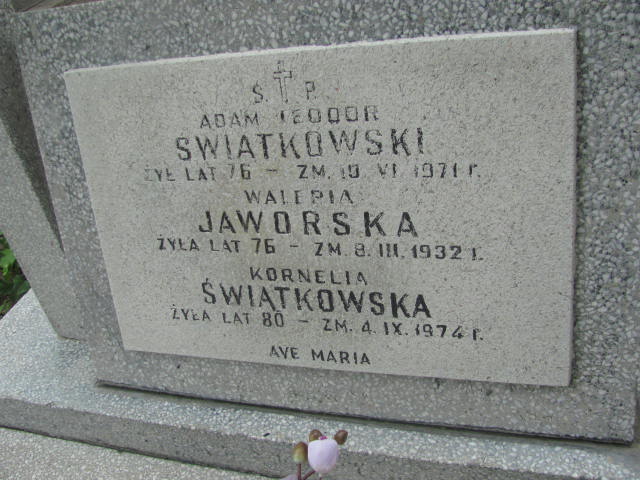 Ś. P.
ADAM TEODOR
ŚWIĄTKOWSKI
ŻYŁ LAT 76 - ZM. 10. VI. 1971 r.
WALERIA
JAWORSKA
ŻYŁA LAT 76 - ZM. 8. III. 1932 r.
KORNELIA
ŚWIĄTKOWSKA
ŻYŁA LAT 80 - ZM. 4. IX. 1974 r.
AVE MARIA